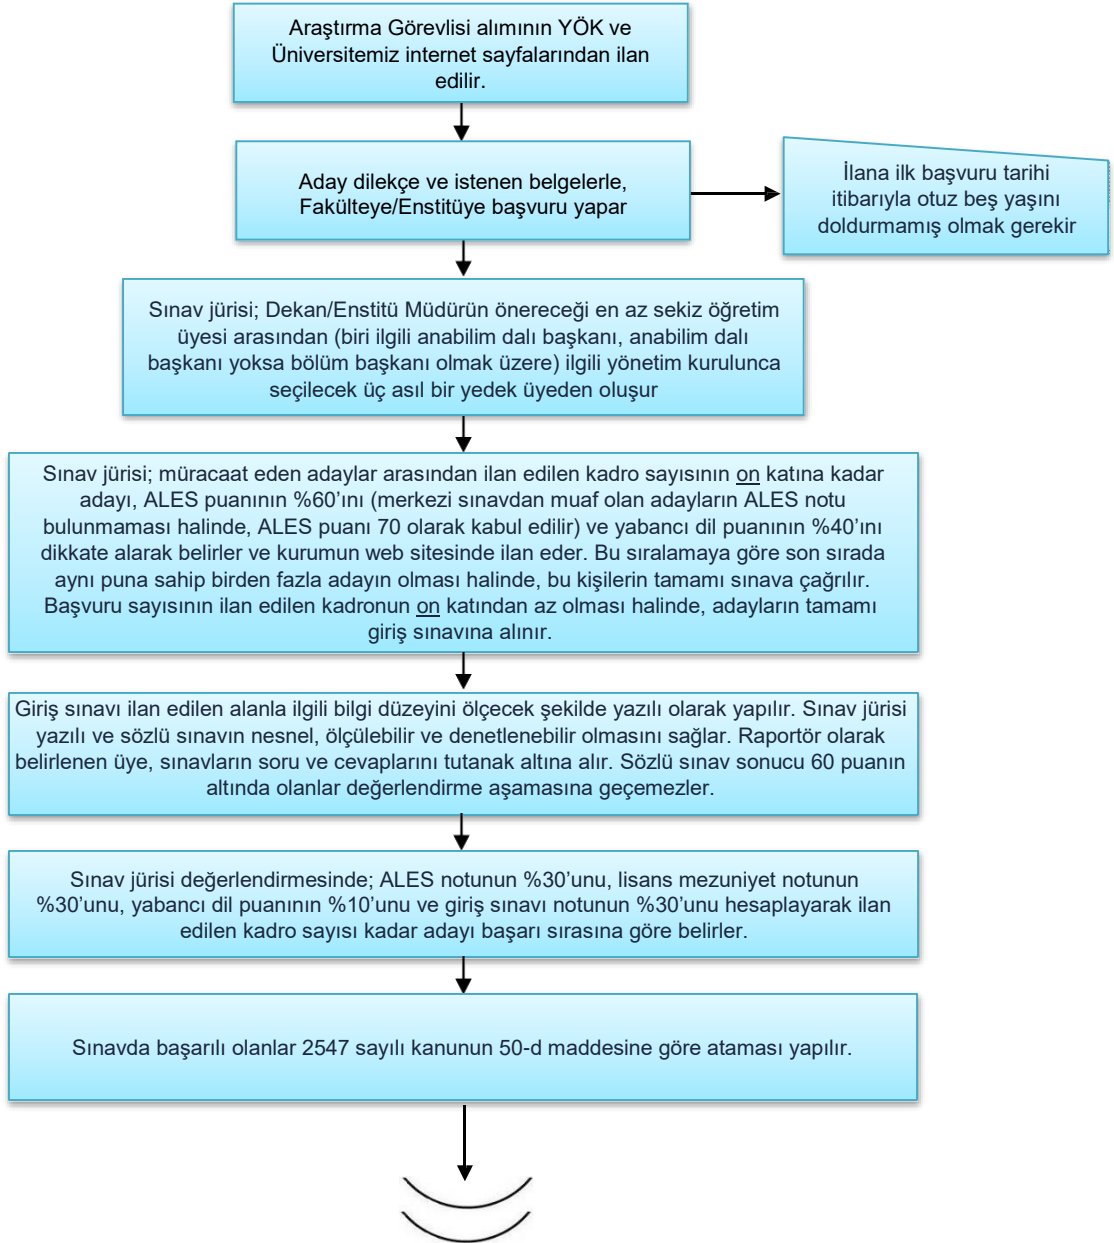 Araştırma Görevlisi alımının YÖK ve
Üniversitemiz internet sayfalarından ilan
edilir.
Aday dilekçe ve istenen belgelerle,
Fakülteye/Enstitüye başvuru yapar
İlana ilk başvuru tarihi
itibarıyla otuz beş yaşını
doldurmamış olmak gerekir
Sınav jürisi; Dekan/Enstitü Müdürün önereceği en az sekiz öğretim
üyesi arasından (biri ilgili anabilim dalı başkanı, anabilim dalı
başkanı yoksa bölüm başkanı olmak üzere) ilgili yönetim kurulunca
seçilecek üç asıl bir yedek üyeden oluşur
Sınav jürisi; müracaat eden adaylar arasından ilan edilen kadro sayısının on katına kadar
adayı, ALES puanının %60’ını (merkezi sınavdan muaf olan adayların ALES notu
bulunmaması halinde, ALES puanı 70 olarak kabul edilir) ve yabancı dil puanının %40’ını
dikkate alarak belirler ve kurumun web sitesinde ilan eder. Bu sıralamaya göre son sırada
aynı puna sahip birden fazla adayın olması halinde, bu kişilerin tamamı sınava çağrılır.
Başvuru sayısının ilan edilen kadronun on katından az olması halinde, adayların tamamı
giriş sınavına alınır.
Giriş sınavı ilan edilen alanla ilgili bilgi düzeyini ölçecek şekilde yazılı olarak yapılır. Sınav jürisi
yazılı ve sözlü sınavın nesnel, ölçülebilir ve denetlenebilir olmasını sağlar. Raportör olarak
belirlenen üye, sınavların soru ve cevaplarını tutanak altına alır. Sözlü sınav sonucu 60 puanın
altında olanlar değerlendirme aşamasına geçemezler.
Sınav jürisi değerlendirmesinde; ALES notunun %30’unu, lisans mezuniyet notunun
%30’unu, yabancı dil puanının %10’unu ve giriş sınavı notunun %30’unu hesaplayarak ilan
edilen kadro sayısı kadar adayı başarı sırasına göre belirler.
Sınavda başarılı olanlar 2547 sayılı kanunun 50-d maddesine göre ataması yapılır.